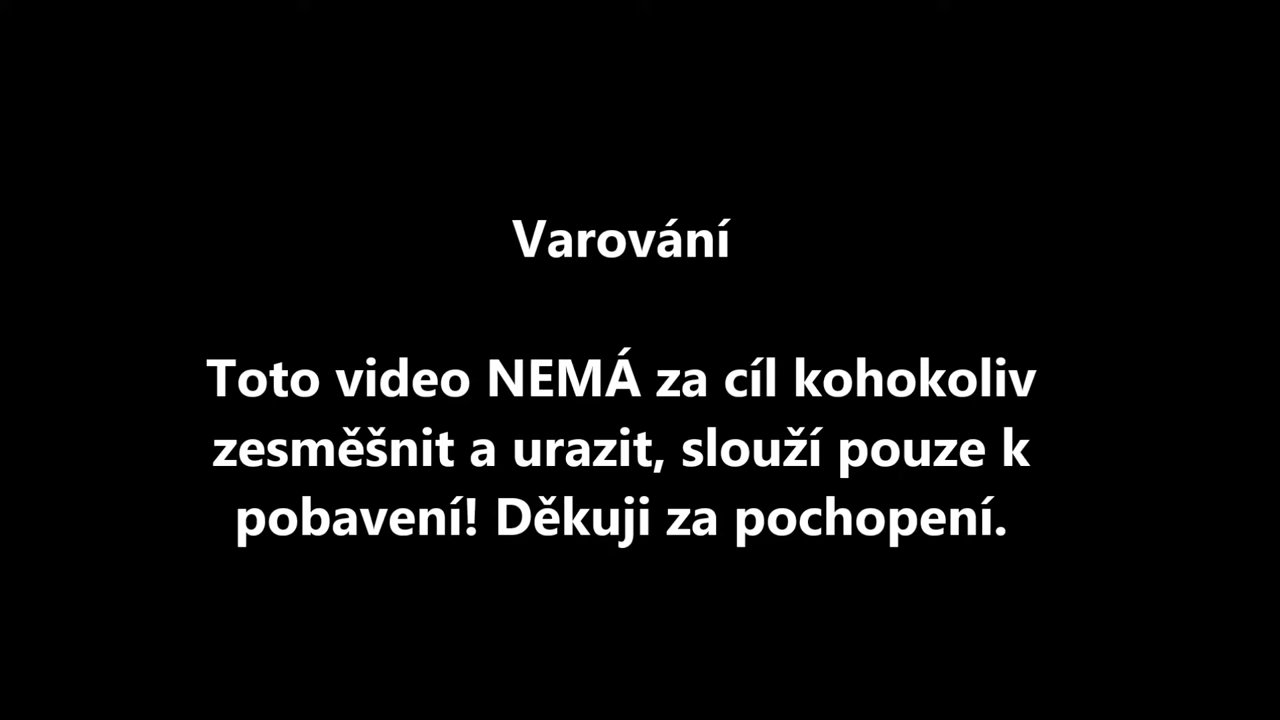 Varování
Toto video NEMÁ za cíl kohokoliv
zesměšnit a urazit, slouží pouze k
pobavení! Děkuji za pochopení.